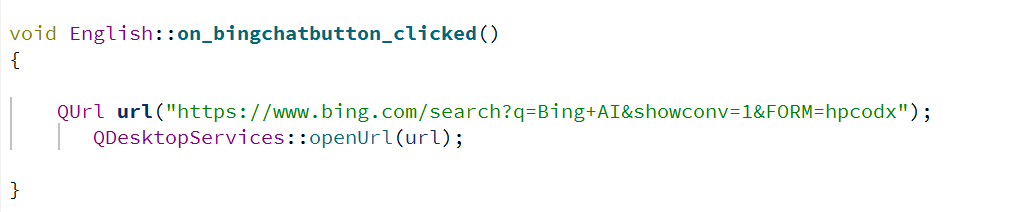 void English::on_bingchatbutton_clicked()
{
QUrl url("https://www.bing.com/search?q=Bing+AI&showconv=1&FORM=hpcodx");
QDesktopServices::openUrl(url);
}